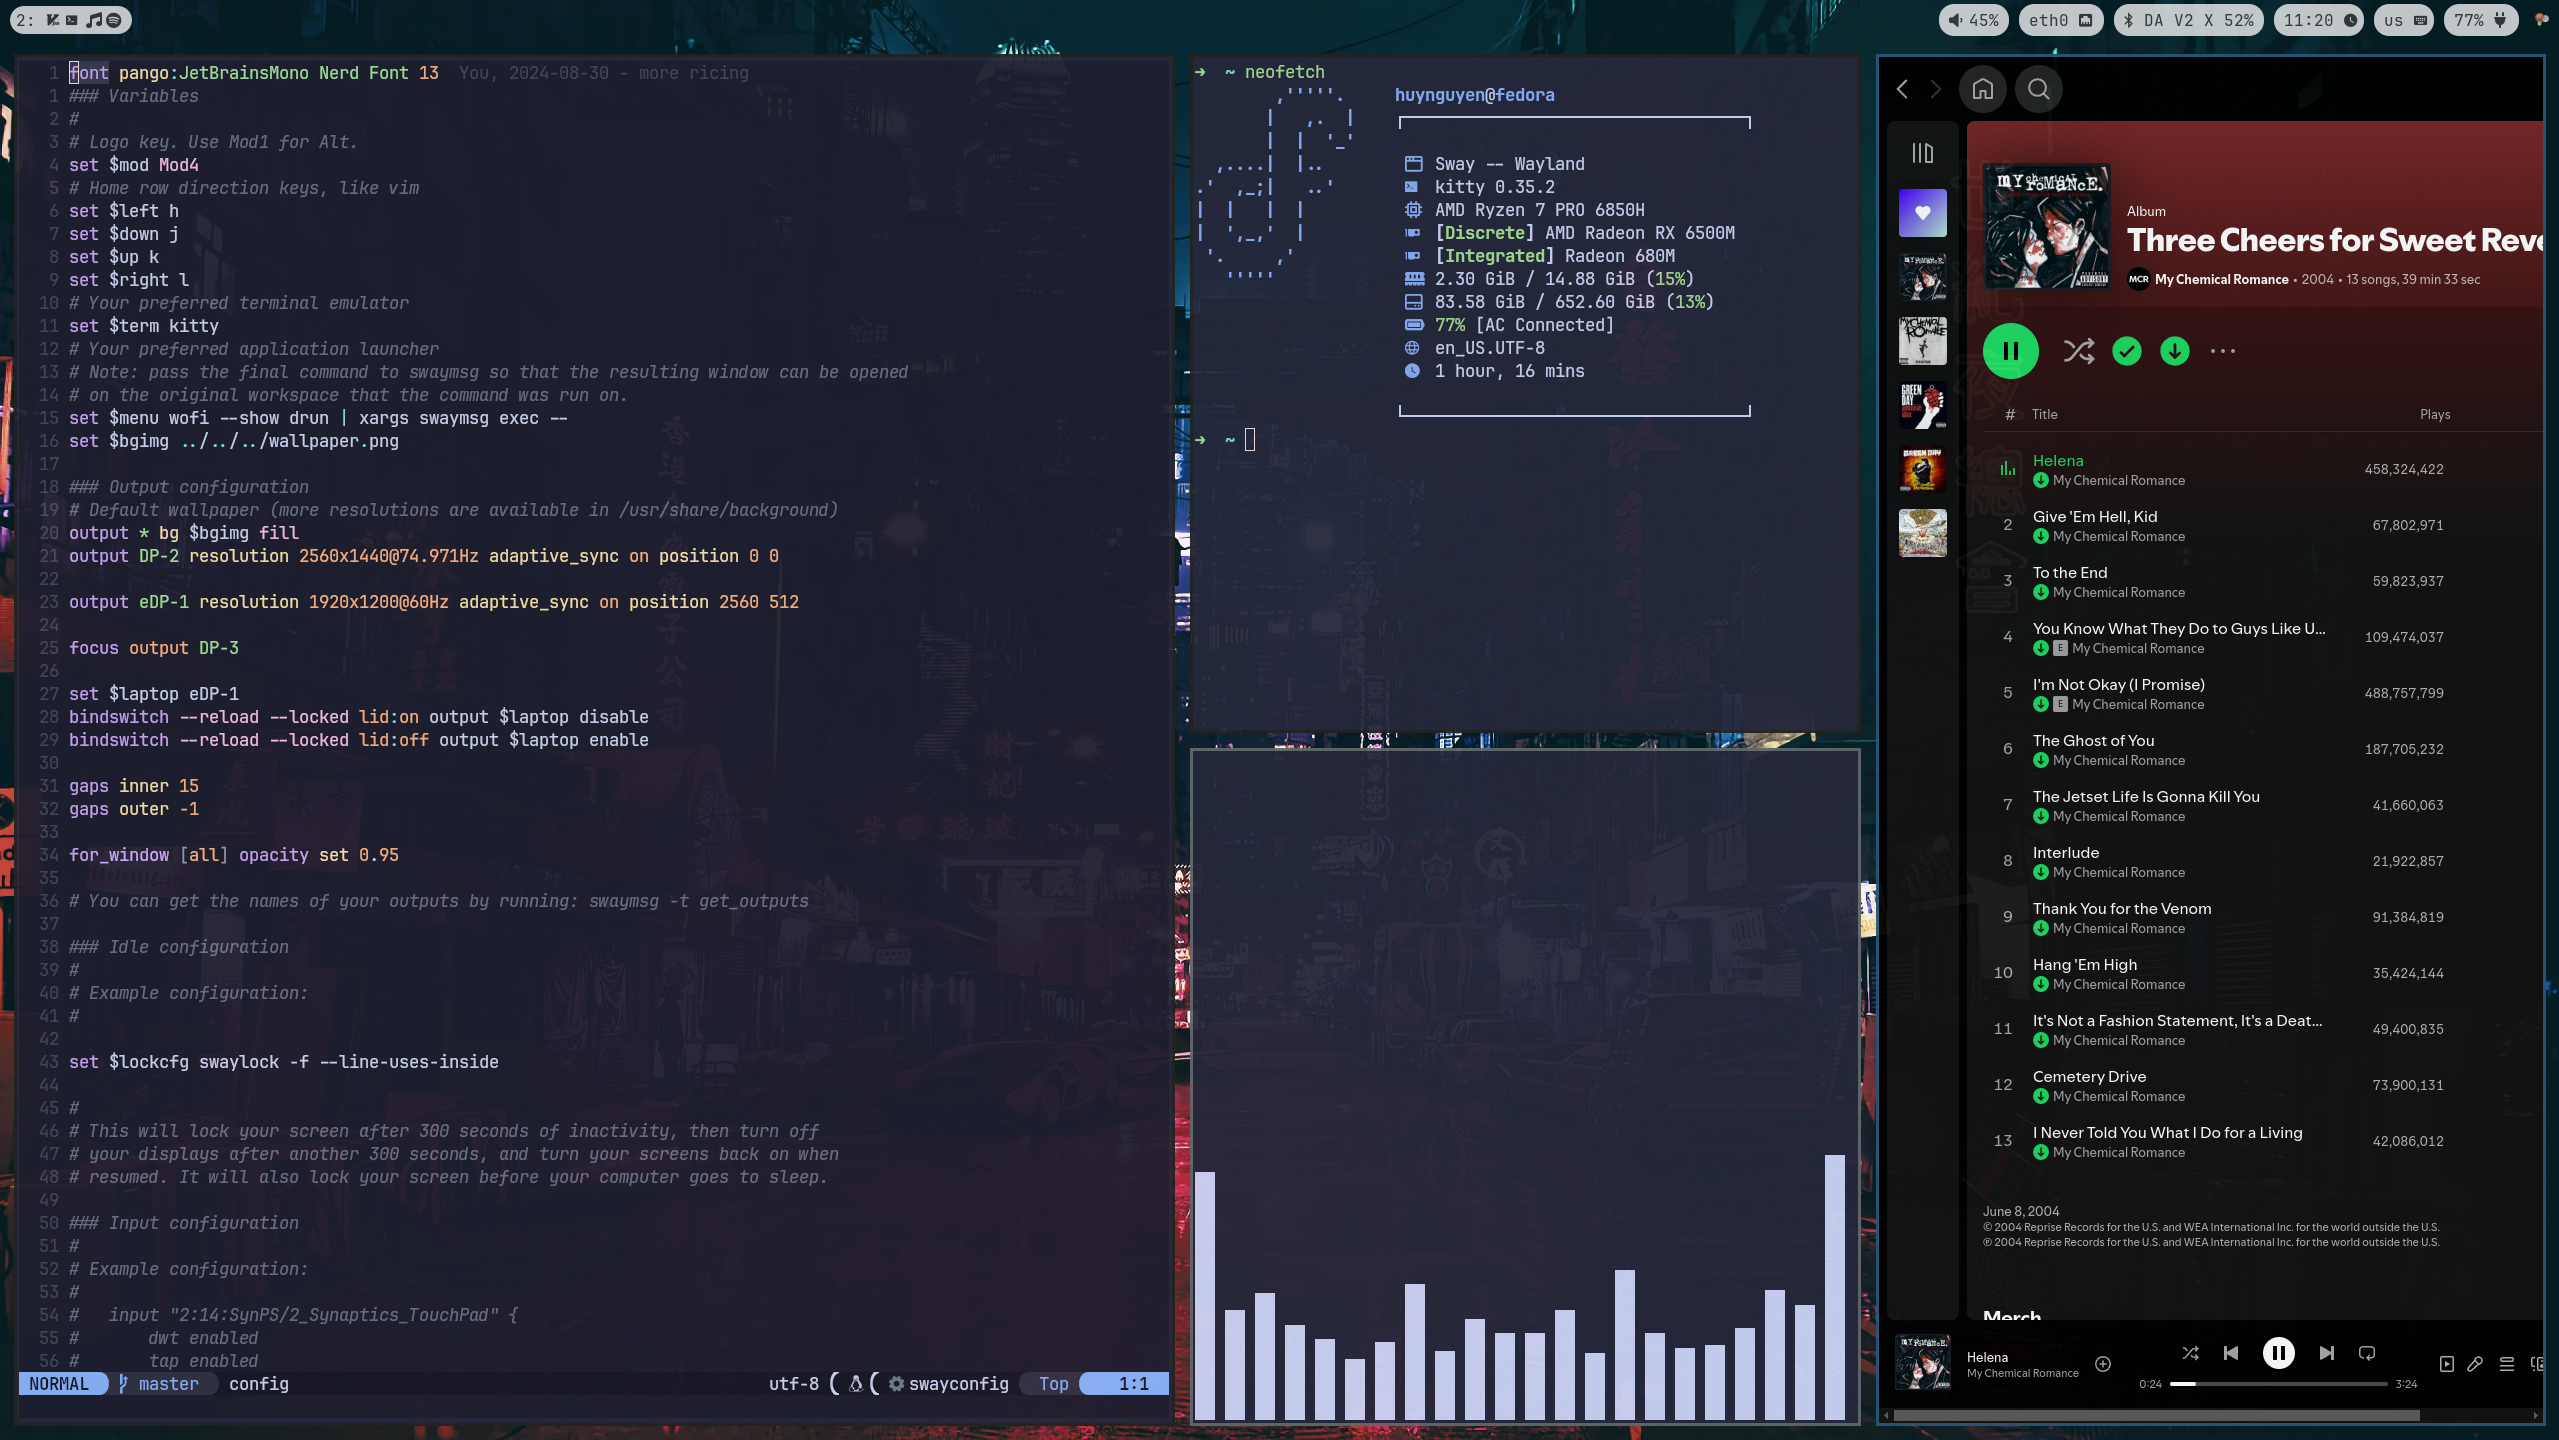 2:
45%
eth0
DA V2 X 52%
11:20
us
77%
1 font pango:JetBrainsMono Nerd Font 13 You, 2024-08-30 - more ricing
1 ### Variables
2 #
3 # Logo key. Use Mod1 for Alt.
4 set $mod Mod4
5 # Home row direction keys, like vim
6 set $left h
7 set $down j
8 set $up k
9 set $right l
10 # Your preferred terminal emulator
11 set $term kitty
12 # Your preferred application launcher
13 # Note: pass the final command to swaymsg so that the resulting window can be opened
14 # on the original workspace that the command was run on.
15 set $menu wofi --show drun | xargs swaymsg exec --
16 set $bgimg ../../../wallpaper.png
17
18 ### Output configuration
19 # Default wallpaper (more resolutions are available in /usr/share/background)
20 output * bg $bgimg fill
21 output DP-2 resolution 2560x1440@74.971Hz adaptive_sync on position 0 0
22
23 output eDP-1 resolution 1920x1200@60Hz adaptive_sync on position 2560 512
24
25 focus output DP-3
26
27 set $laptop eDP-1
28 bindswitch --reload --locked lid:on output $laptop disable
29 bindswitch --reload --locked lid:off output $laptop enable
30
31 gaps inner 15
32 gaps outer -1
33
34 for_window [all] opacity set 0.95
35
36 # You can get the names of your outputs by running: swaymsg -t get_outputs
37
38 ### Idle configuration
39 #
40 # Example configuration:
41 #
42
43 set $lockcfg swaylock -f --line-uses-inside
44
45 #
46 # This will lock your screen after 300 seconds of inactivity, then turn off
47 # your displays after another 300 seconds, and turn your screens back on when
48 # resumed. It will also lock your screen before your computer goes to sleep.
49
50 ### Input configuration
51 #
52 # Example configuration:
53 #
54 #   input "2:14:SynPS/2_Synaptics_TouchPad" {
55 #       dwt enabled
56 #       tap enabled
NORMAL master config utf-8 swayconfig Top 1:1
➜ ~ neofetch
huynguyen@fedora
Sway -- Wayland
kitty 0.35.2
AMD Ryzen 7 PRO 6850H
[Discrete] AMD Radeon RX 6500M
[Integrated] Radeon 680M
2.30 GiB / 14.88 GiB (15%)
83.58 GiB / 652.60 GiB (13%)
77% [AC Connected]
en_US.UTF-8
1 hour, 16 mins
➜ ~
MY CHEMICAL ROMANCE.
GREEN DAY
GREEN DAY
Album
Three Cheers for Sweet Reve
MCR My Chemical Romance • 2004 • 13 songs, 39 min 33 sec
# Title Plays
Helena 458,324,422
My Chemical Romance
2 Give 'Em Hell, Kid 67,802,971
My Chemical Romance
3 To the End 59,823,937
My Chemical Romance
4 You Know What They Do to Guys Like U... 109,474,037
E My Chemical Romance
5 I'm Not Okay (I Promise) 488,757,799
E My Chemical Romance
6 The Ghost of You 187,705,232
My Chemical Romance
7 The Jetset Life Is Gonna Kill You 41,660,063
My Chemical Romance
8 Interlude 21,922,857
My Chemical Romance
9 Thank You for the Venom 91,384,819
My Chemical Romance
10 Hang 'Em High 35,424,144
My Chemical Romance
11 It's Not a Fashion Statement, It's a Deat... 49,400,835
My Chemical Romance
12 Cemetery Drive 73,900,131
My Chemical Romance
13 I Never Told You What I Do for a Living 42,086,012
My Chemical Romance
June 8, 2004
© 2004 Reprise Records for the U.S. and WEA International Inc. for the world outside the U.S.
℗ 2004 Reprise Records for the U.S. and WEA International Inc. for the world outside the U.S.
Merch
Helena
My Chemical Romance
0:24 3:24